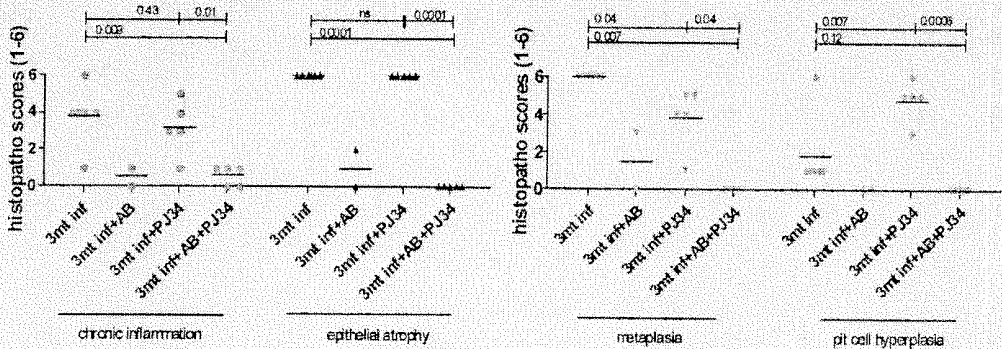 0.43 0.01
0.009
ns 0.0001
0.0001
0.04 0.04
0.007
0.007 0.0005
0.12
histopatho scores (1-6)
6
4
2
0
3mt inf
3mt inf+AB
3mt inf+PJ34
3mt inf+AB+PJ34
3mt inf
3mt inf+AB
3mt inf+PJ34
3mt inf+AB+PJ34
chronic inflammation
epithelial atrophy
histopatho scores (1-6)
6
4
2
0
3mt inf
3mt inf+AB
3mt inf+PJ34
3mt inf+AB+PJ34
3mt inf
3mt inf+AB
3mt inf+PJ34
3mt inf+AB+PJ34
metaplasia
pit cell hyperplasia